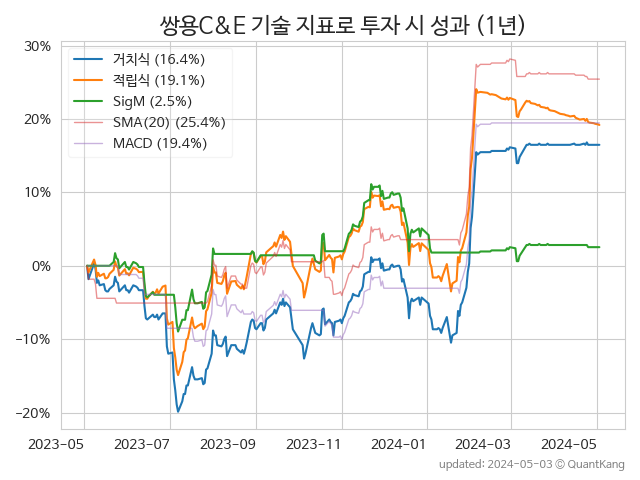 쌍용C&E 기술 지표로 투자 시 성과 (1년)
30%
20%
10%
0%
−10%
−20%
거치식 (16.4%)
적립식 (19.1%)
SigM (2.5%)
SMA(20) (25.4%)
MACD (19.4%)
2023-05 2023-07 2023-09 2023-11 2024-01 2024-03 2024-05
updated: 2024-05-03 © QuantKang